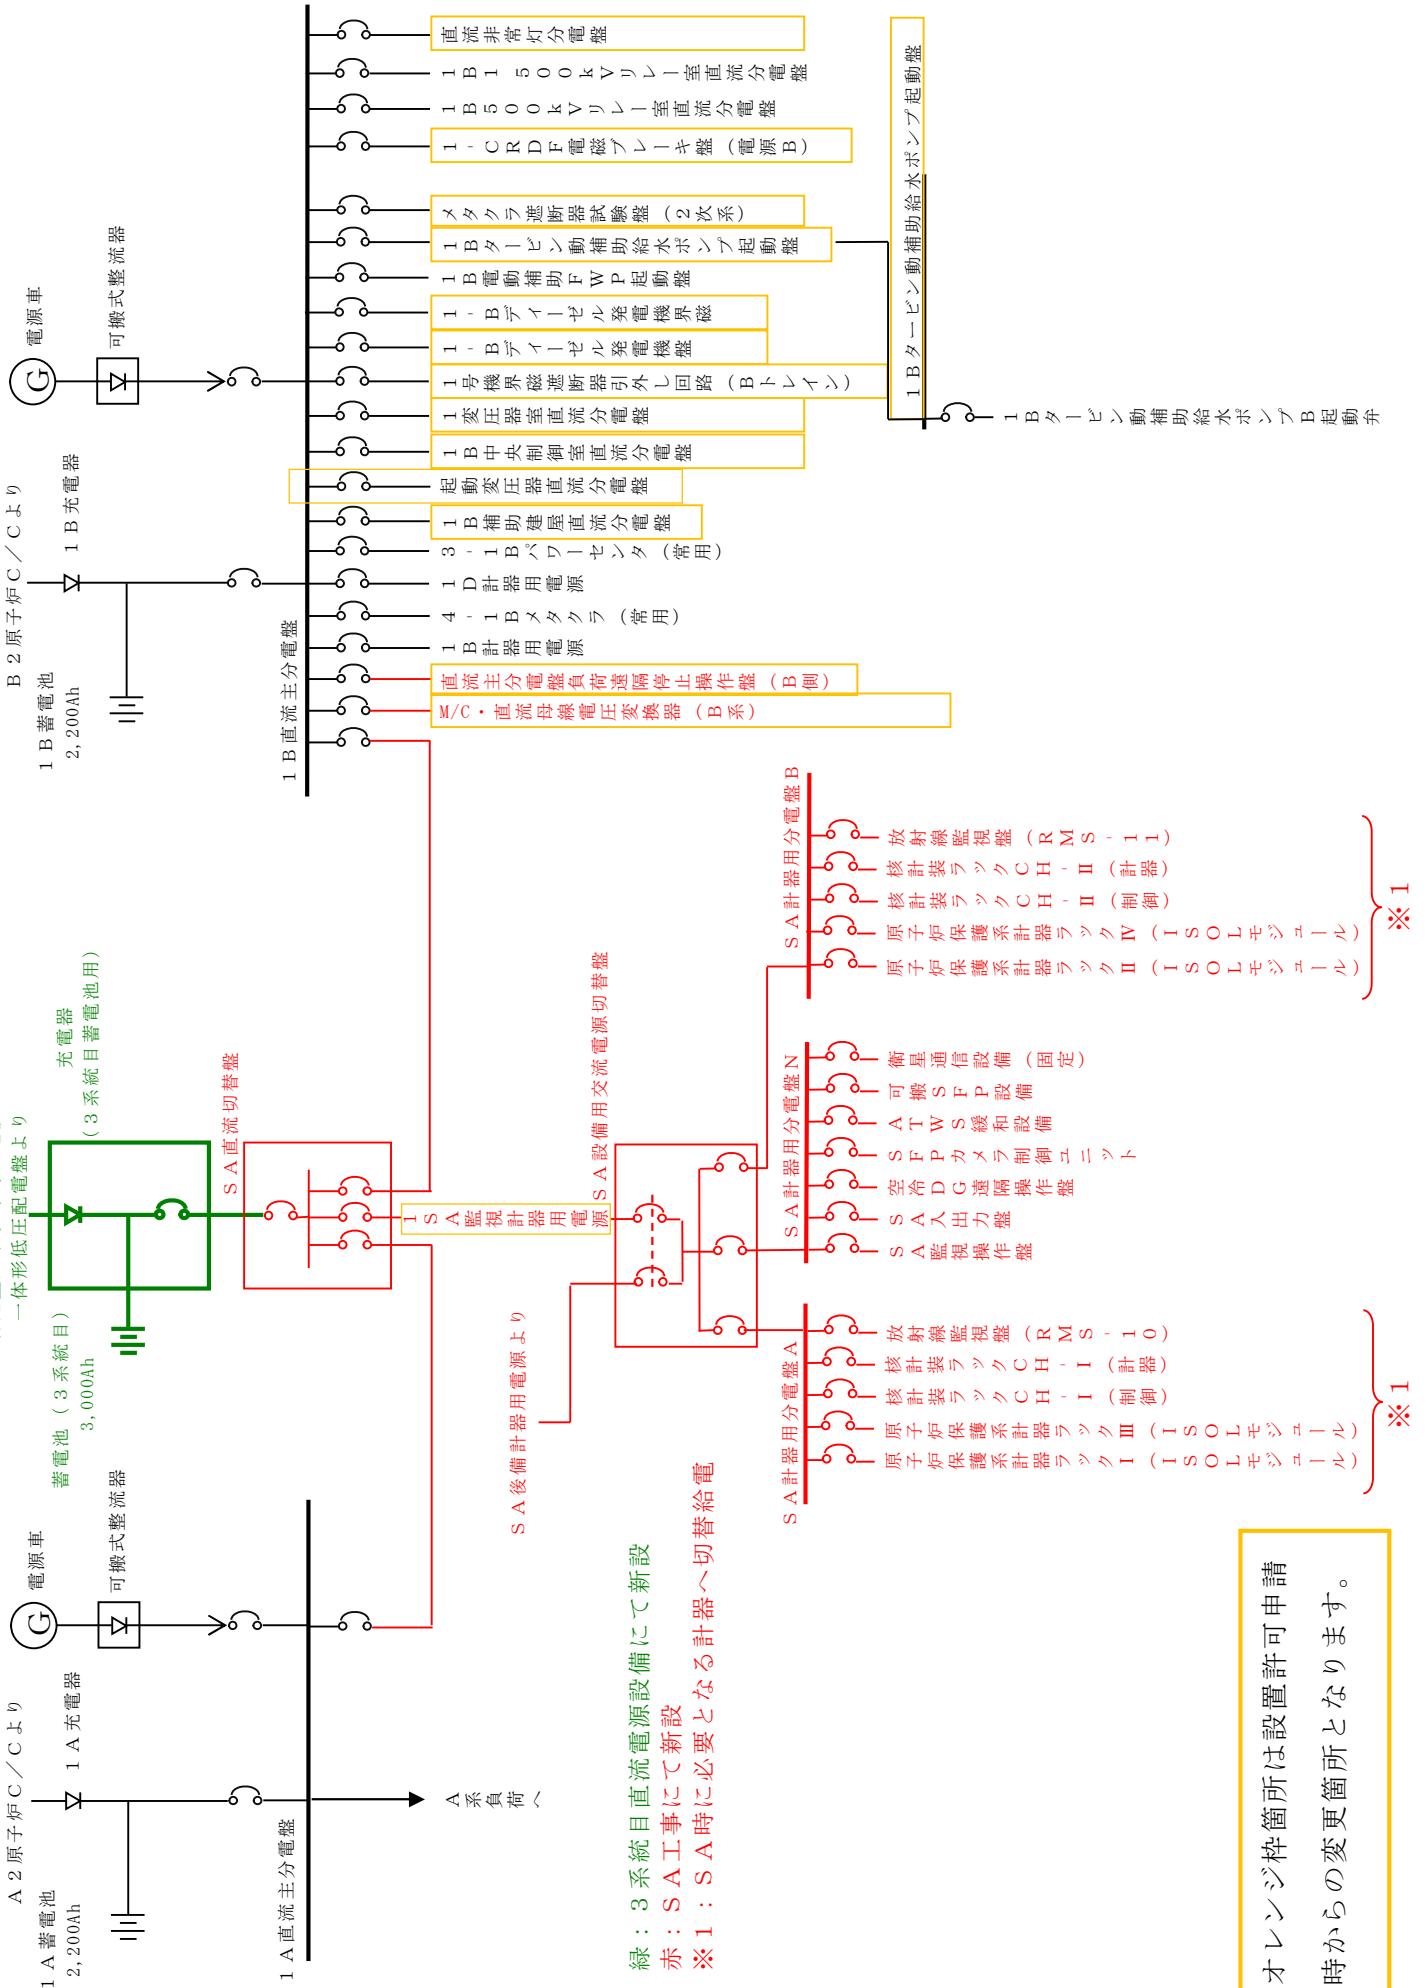 A2原子炉C/Cより
1A充電器
1A蓄電池
2,200Ah
電源車
G
可搬式整流器
1A直流主分電盤
A系負荷へ
一体形低圧配電盤より
充電器
(3系統目蓄電池用)
蓄電池(3系統目)
3,000Ah
SA直流切替盤
1SA監視計器用電源
SA後備計器用電源より
SA設備用交流電源切替盤
B2原子炉C/Cより
1B充電器
1B蓄電池
2,200Ah
電源車
G
可搬式整流器
1B直流主分電盤
M/C・直流母線電圧変換器(B系)
直流主分電盤負荷遠隔停止操作盤(B側)
1B計器用電源
4-1Bメタクラ(常用)
1D計器用電源
3-1Bパワーセンタ(常用)
1B補助建屋直流分電盤
起動変圧器直流分電盤
1B中央制御室直流分電盤
1変圧器室直流分電盤
1号機界磁遮断器引外し回路(Bトレイン)
1-Bディーゼル発電機盤
1-Bディーゼル発電機界磁
1B電動補助FWP起動盤
1Bタービン動補助給水ポンプ起動盤
メタクラ遮断器試験盤(2次系)
1-CRDF電磁ブレーキ盤(電源B)
1B500kVリレー室直流分電盤
1B1 500kVリレー室直流分電盤
直流非常灯分電盤
1Bタービン動補助給水ポンプ起動盤
1Bタービン動補助給水ポンプB起動弁
SA計器用分電盤A
原子炉保護系計器ラックⅠ(ISOLモジュール)
原子炉保護系計器ラックⅢ(ISOLモジュール)
核計装ラックCH-Ⅰ(制御)
核計装ラックCH-Ⅰ(計器)
放射線監視盤(RMS-10)
※1
SA計器用分電盤N
SA監視操作盤
SA入出力盤
空冷DG遠隔操作盤
SFPカメラ制御ユニット
ATWS緩和設備
可搬SFP設備
衛星通信設備(固定)
SA計器用分電盤B
原子炉保護系計器ラックⅡ(ISOLモジュール)
原子炉保護系計器ラックⅣ(ISOLモジュール)
核計装ラックCH-Ⅱ(制御)
核計装ラックCH-Ⅱ(計器)
放射線監視盤(RMS-11)
※1
緑:3系統目直流電源設備にて新設
赤:SA工事にて新設
※1:SA時に必要となる計器へ切替給電
オレンジ枠箇所は設置許可申請
時からの変更箇所となります。